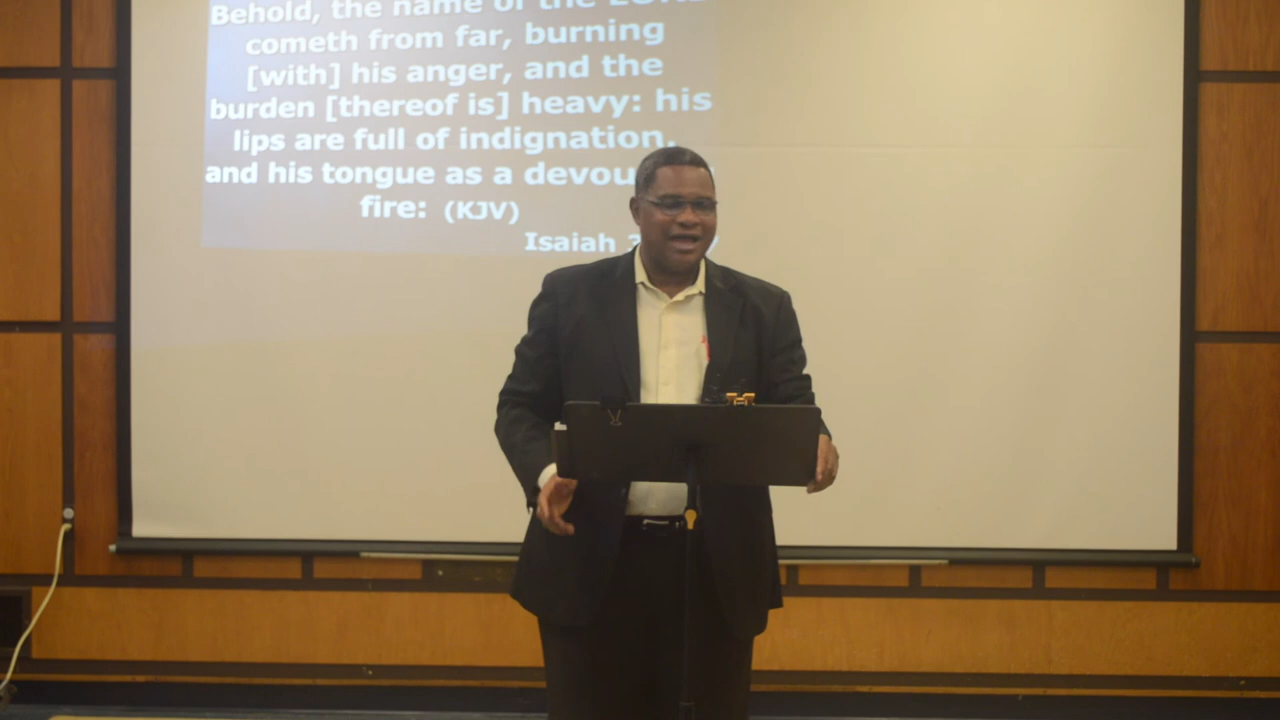 Behold, the name of the LORD
cometh from far, burning
[with] his anger, and the
burden [thereof is] heavy: his
lips are full of indignation,
and his tongue as a
fire: (KJV)
Isaiah